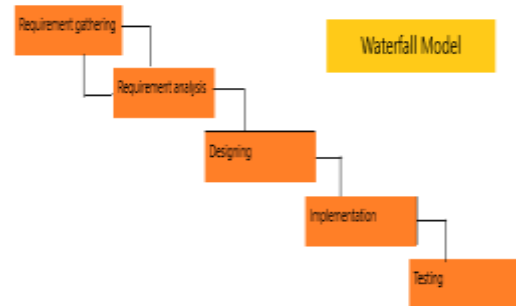 Requirement gathering
Waterfall Model
Requirement analysis
Designing
Implementation
Testing